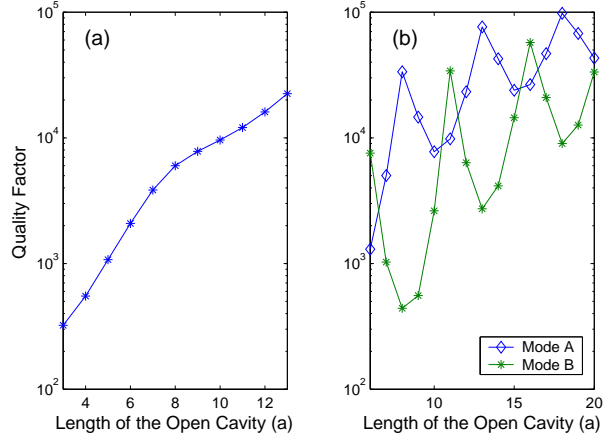 (a)
(b)
Quality Factor
10^5
10^4
10^3
10^2
4 6 8 10 12
Length of the Open Cavity (a)
10^5
10^4
10^3
10^2
10 15 20
Length of the Open Cavity (a)
Mode A
Mode B